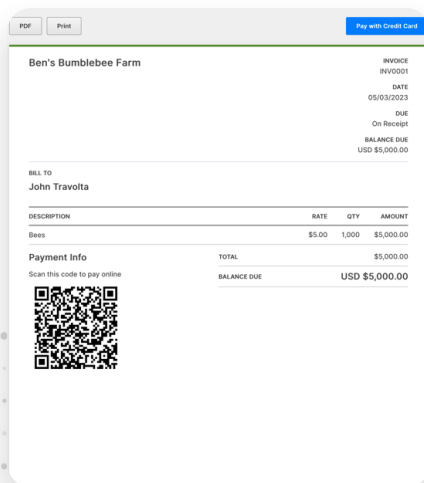 PDF Print Pay with Credit Card
Ben's Bumblebee Farm
INVOICE
INV0001
DATE
05/03/2023
DUE
On Receipt
BALANCE DUE
USD $5,000.00
BILL TO
John Travolta
DESCRIPTION RATE QTY AMOUNT
Bees $5.00 1,000 $5,000.00
Payment Info
Scan this code to pay online
TOTAL $5,000.00
BALANCE DUE USD $5,000.00